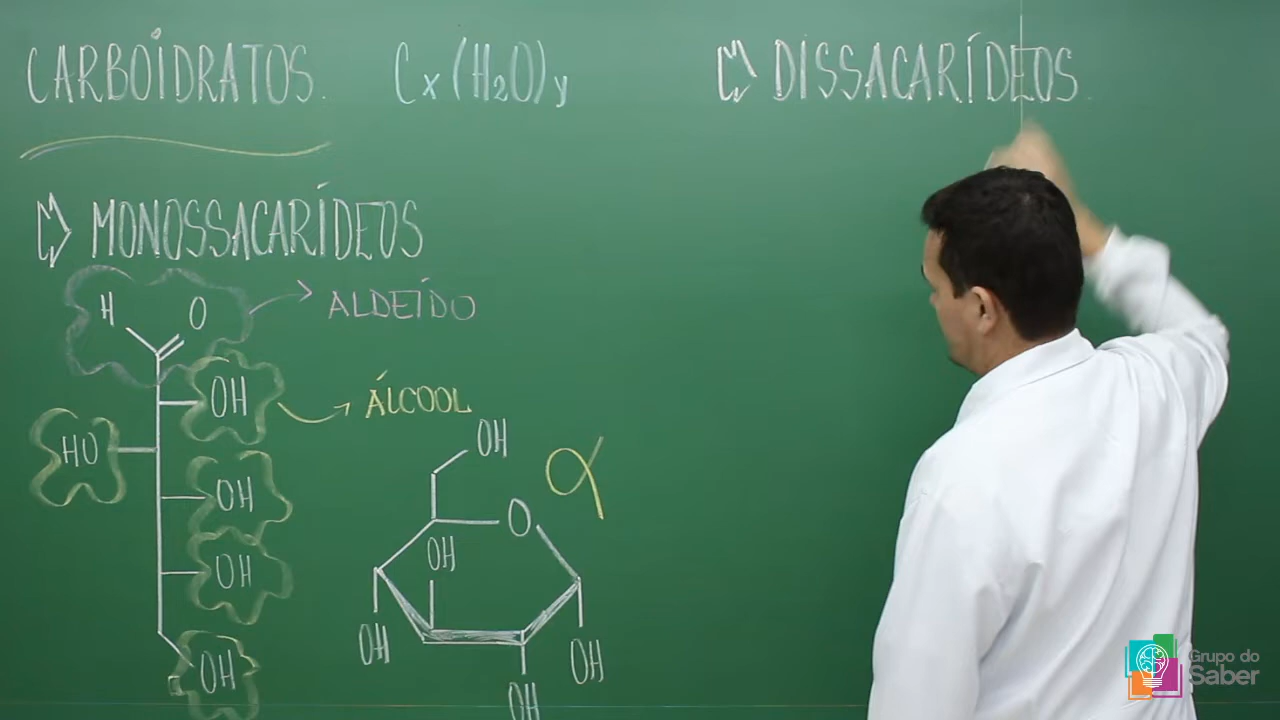 CARBOIDRATOS. Cx(H2O)y
⇨ MONOSSACARÍDEOS
H O
ALDEÍDO
OH
ÁLCOOL
HO
OH
OH
OH
OH
O
α
OH
OH
OH
OH
⇨ DISSACARÍDEOS.
Grupo do
Saber